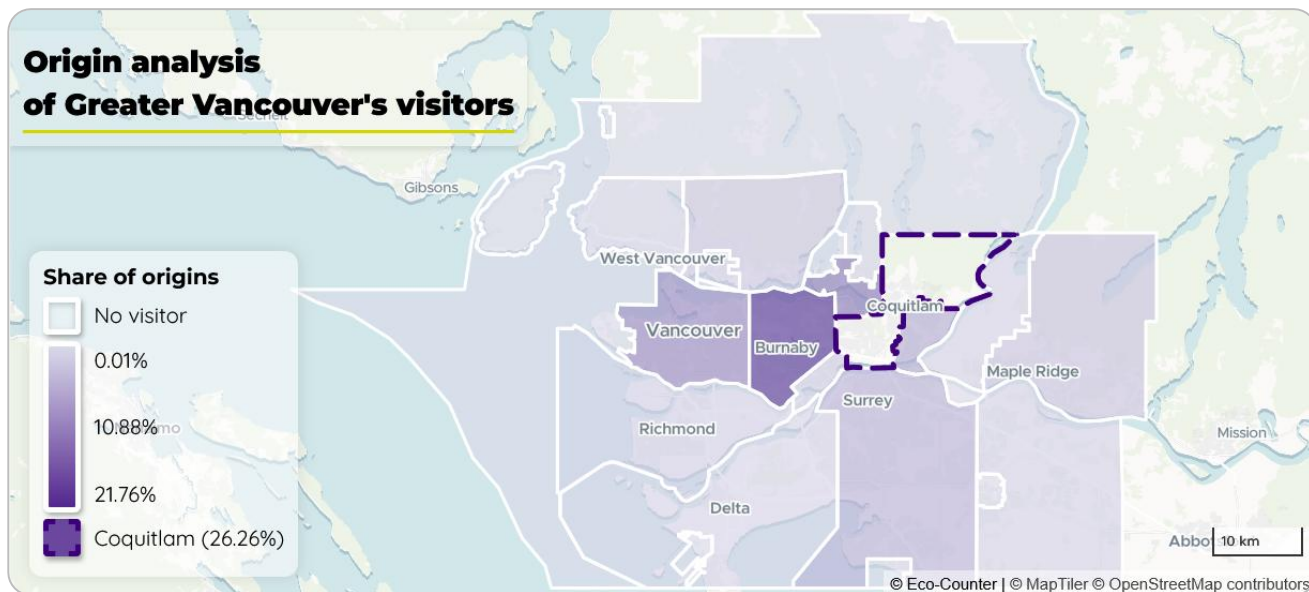 Origin analysis
of Greater Vancouver's visitors
Sechelt
Gibsons
West Vancouver
Coquitlam
Vancouver
Burnaby
Maple Ridge
Surrey
Richmond
Mission
Delta
Share of origins
No visitor
0.01%
10.88%
21.76%
Coquitlam (26.26%)
10 km
© Eco-Counter | © MapTiler © OpenStreetMap contributors